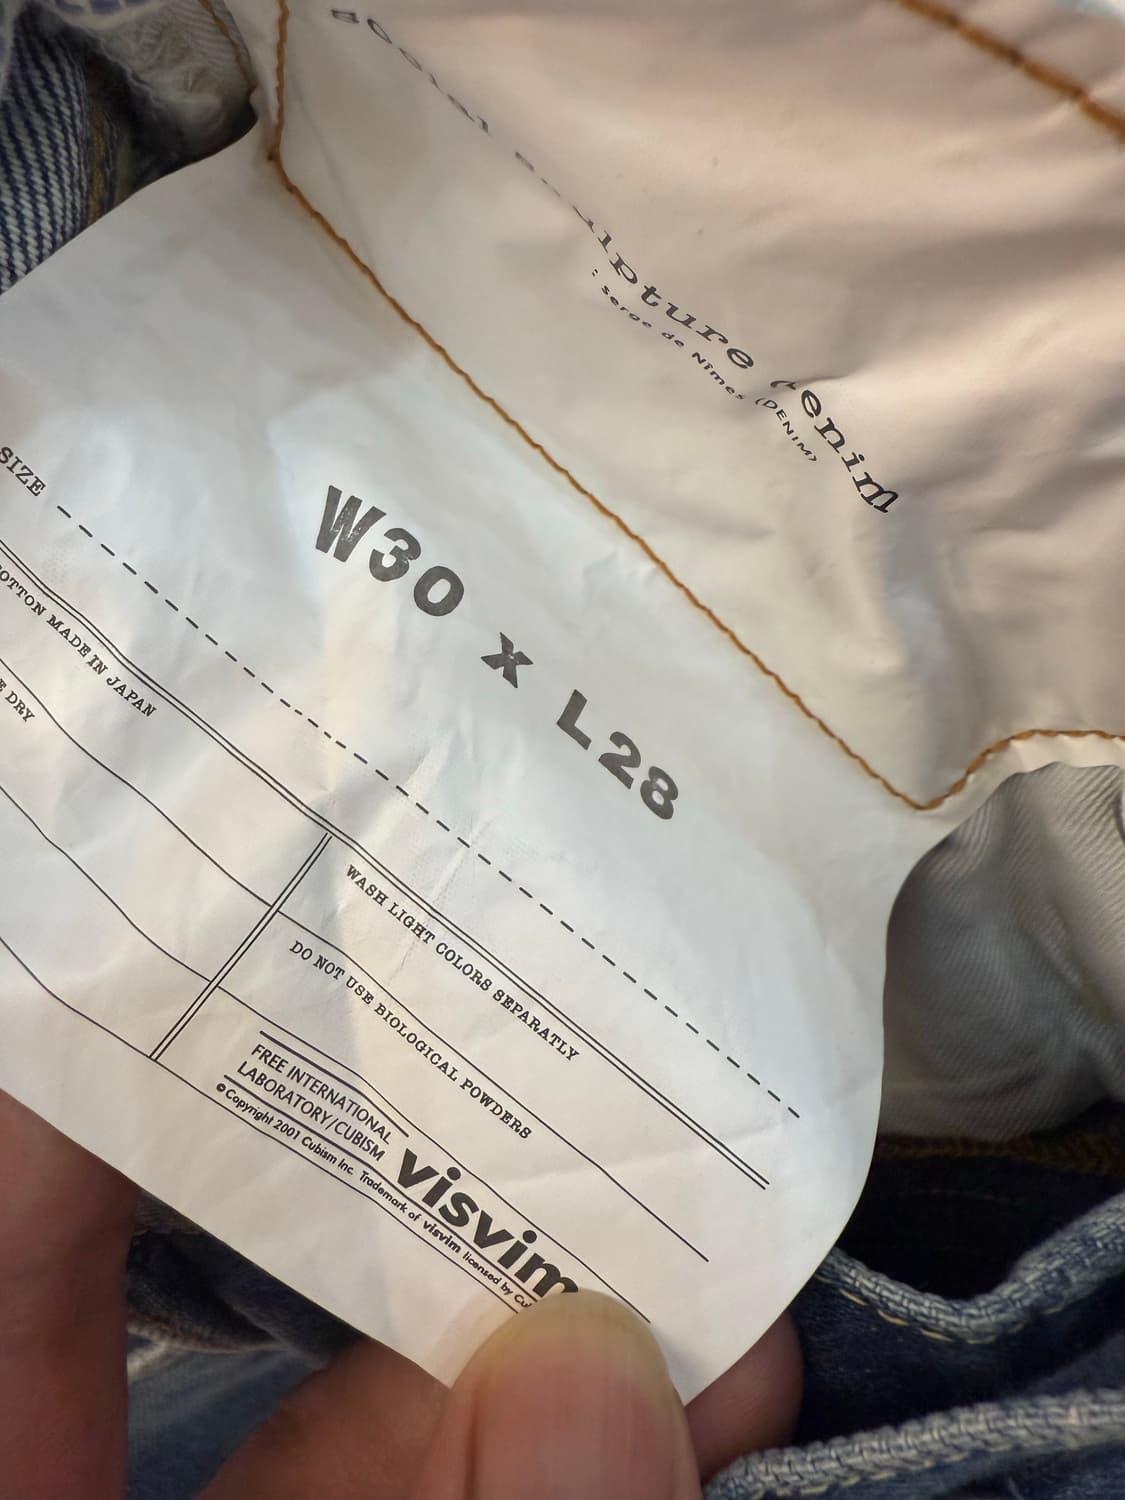 social sculpture denim
: Serge de Nîmes (DENIM)
SIZE
W30 x L28
COTTON MADE IN JAPAN
DRY
WASH LIGHT COLORS SEPARATLY
DO NOT USE BIOLOGICAL POWDERS
FREE INTERNATIONAL
LABORATORY/CUBISM
visvim
©Copyright 2001 Cubism Inc. Trademark of visvim licensed by